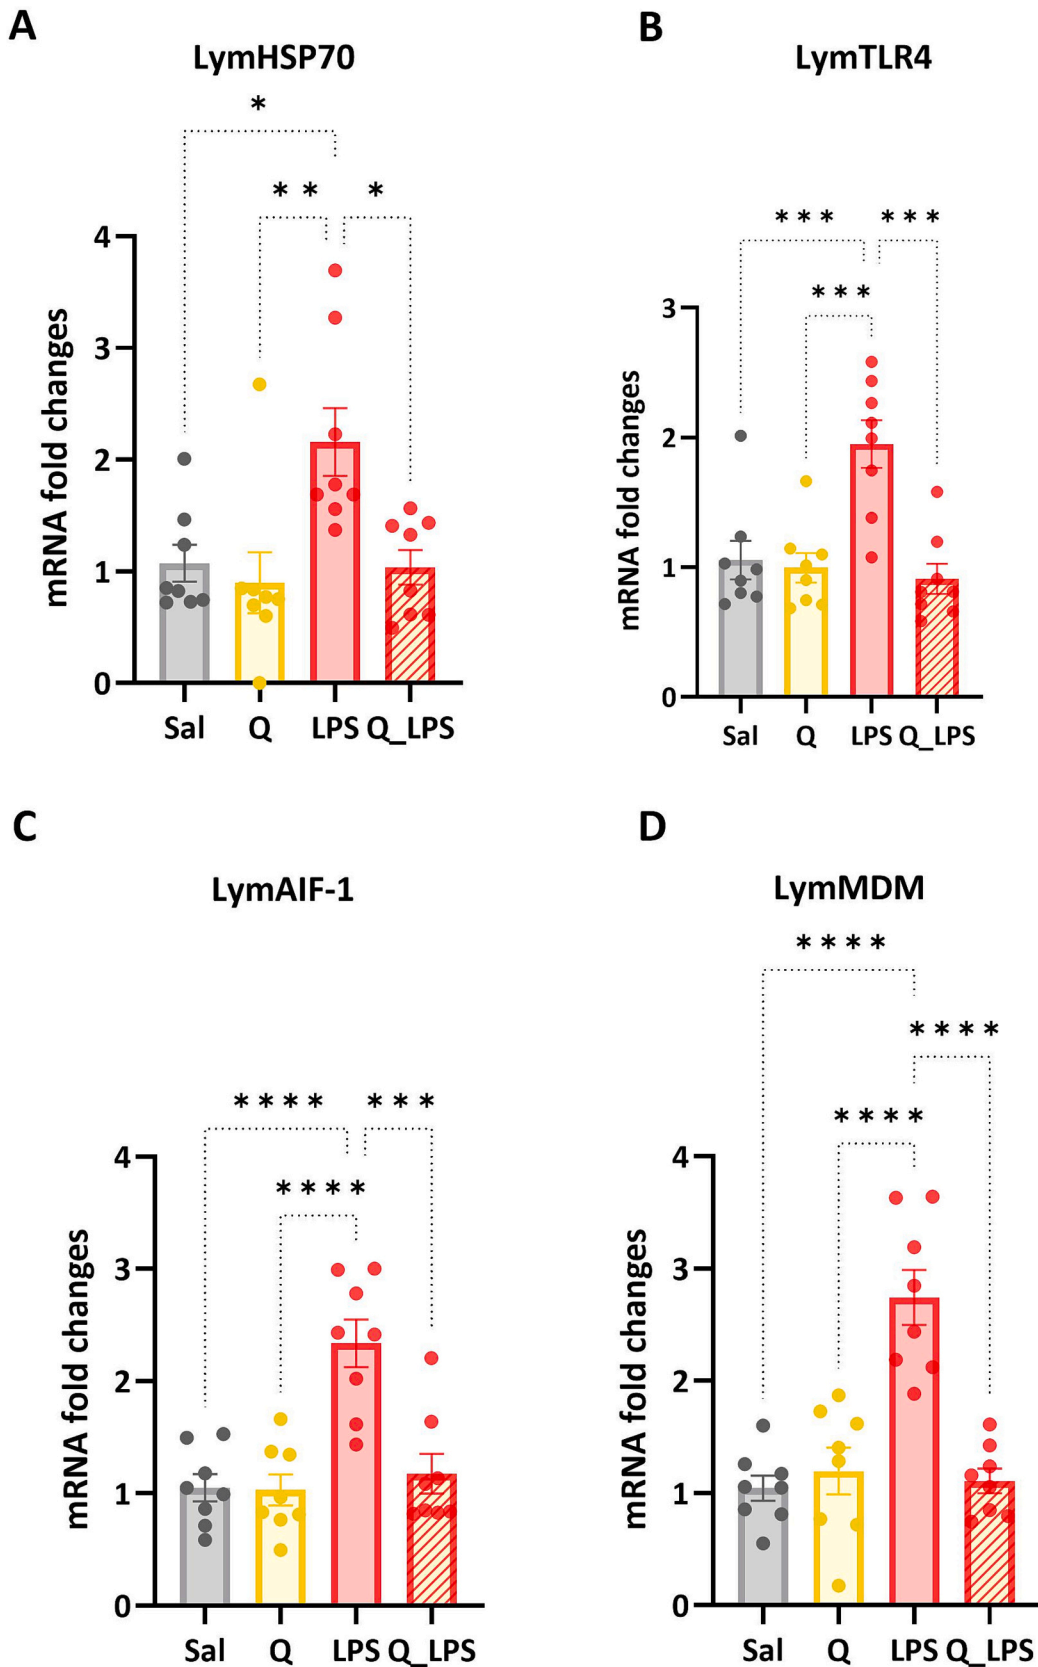 A
LymHSP70
*
* *
*
mRNA fold changes
4
3
2
1
0
Sal
Q
LPS
Q_LPS
B
LymTLR4
* * *
* * *
* * *
mRNA fold changes
3
2
1
0
Sal
Q
LPS
Q_LPS
C
LymAIF-1
* * * *
* * *
* * * *
mRNA fold changes
4
3
2
1
0
Sal
Q
LPS
Q_LPS
D
LymMDM
* * * *
* * * *
* * * *
mRNA fold changes
4
3
2
1
0
Sal
Q
LPS
Q_LPS